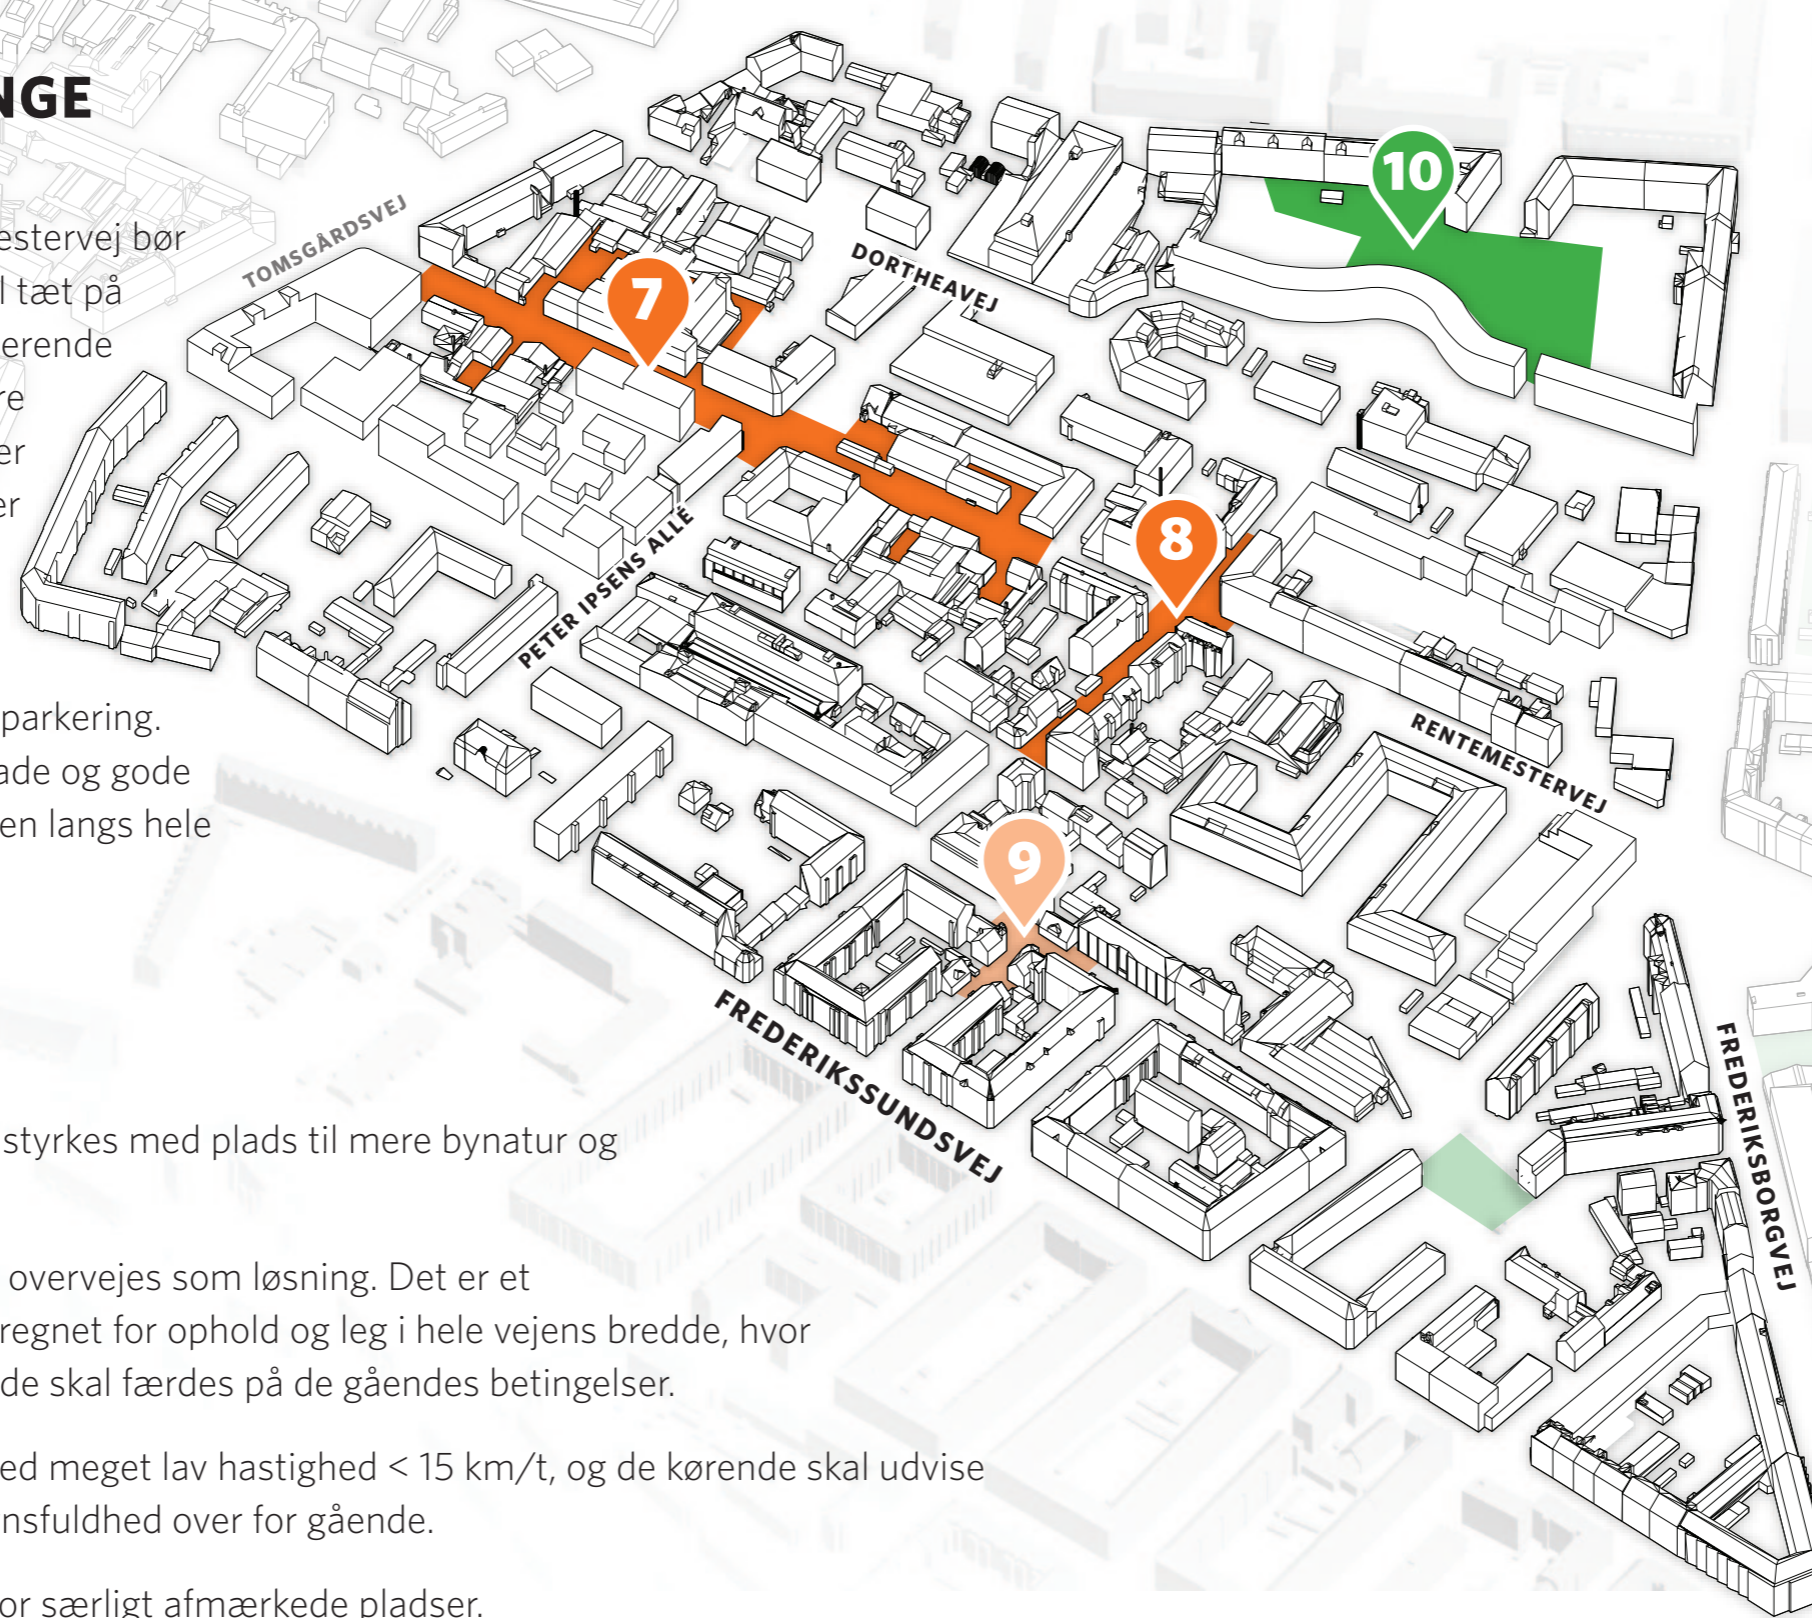 NGE
estervej bør
l tæt på
erende
re
er
er
parkering.
ade og gode
en langs hele
styrkes med plads til mere bynatur og
overvejes som løsning. Det er et
regnet for ophold og leg i hele vejens bredde, hvor
de skal færdes på de gåendes betingelser.
ed meget lav hastighed < 15 km/t, og de kørende skal udvise
nsfuldhed over for gående.
or særligt afmærkede pladser.
TOMSGÅRDSVEJ
DORTHEAVEJ
10
7
8
PETER IPSENS ALLÉ
RENTEMESTERVEJ
9
FREDERIKSSUNDSVEJ
FREDERIKSBORGVEJ